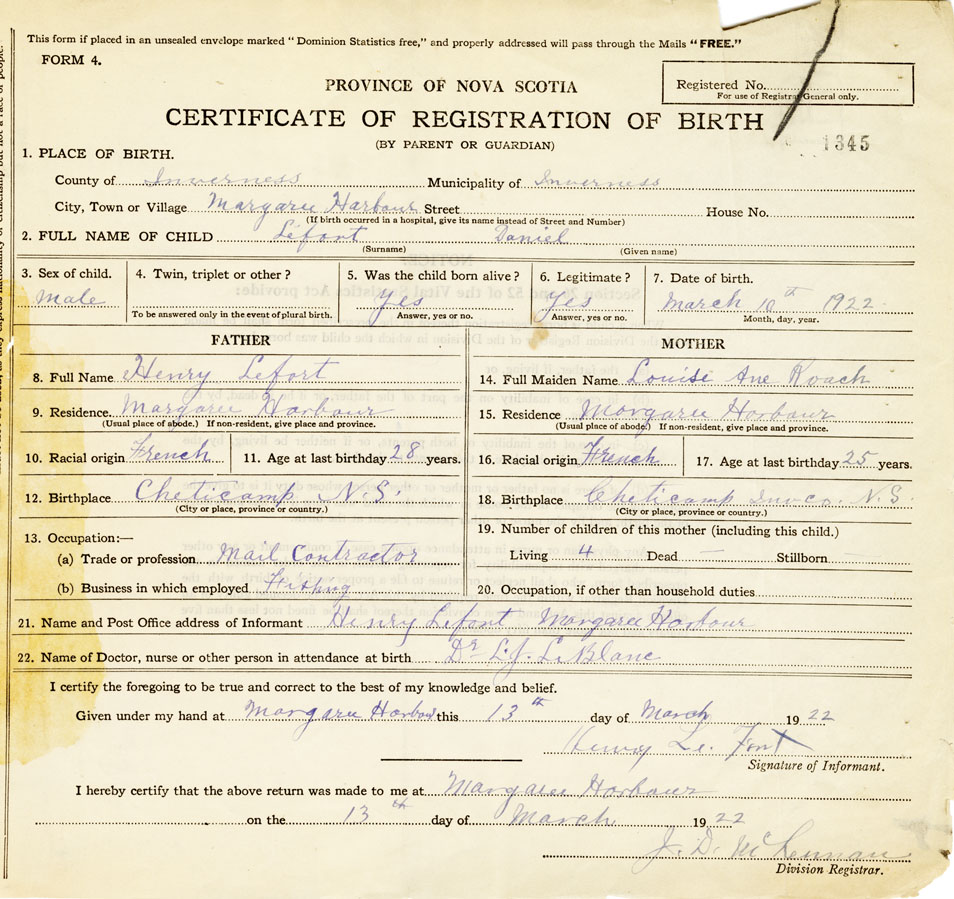 This form if placed in an unsealed envelope marked "Dominion Statistics free," and properly addressed will pass through the Mails "FREE."
FORM 4.
Registered No.
For use of Registrar General only.
PROVINCE OF NOVA SCOTIA
CERTIFICATE OF REGISTRATION OF BIRTH
(BY PARENT OR GUARDIAN)
1345
1. PLACE OF BIRTH.
County of Inverness Municipality of Inverness
City, Town or Village Margaree Harbour Street House No.
(If birth occurred in a hospital, give its name instead of Street and Number)
2. FULL NAME OF CHILD Lefort Daniel
(Surname) (Given name)
3. Sex of child. 4. Twin, triplet or other? 5. Was the child born alive? 6. Legitimate? 7. Date of birth.
Male Yes Yes March 10th 1922
To be answered only in the event of plural birth. Answer, yes or no. Answer, yes or no. Month, day, year.
FATHER
8. Full Name Henry Lefort
9. Residence. Margaree Harbour
(Usual place of abode.) If non-resident, give place and province.
10. Racial origin French 11. Age at last birthday 28 years.
12. Birthplace Cheticamp N.S.
(City or place, province or country.)
13. Occupation:—
(a) Trade or profession Mail Contractor
(b) Business in which employed Fishing
MOTHER
14. Full Maiden Name Louise Ane Roach
15. Residence Margaree Harbour
(Usual place of abode) If non-resident, give place and province.
16. Racial origin French 17. Age at last birthday 25 years.
18. Birthplace Cheticamp Inv co. N.S.
(City or place, province or country.)
19. Number of children of this mother (including this child.)
Living 4 Dead — Stillborn —
20. Occupation, if other than household duties
21. Name and Post Office address of Informant Henry Lefort Margaree Harbour
22. Name of Doctor, nurse or other person in attendance at birth Dr L.J. LeBlanc
I certify the foregoing to be true and correct to the best of my knowledge and belief.
Given under my hand at Margaree Harbour this 13th day of March 1922
Henry Le Fort
Signature of Informant.
I hereby certify that the above return was made to me at Margaree Harbour
on the 13th day of March 1922
J. D. McLennan
Division Registrar.